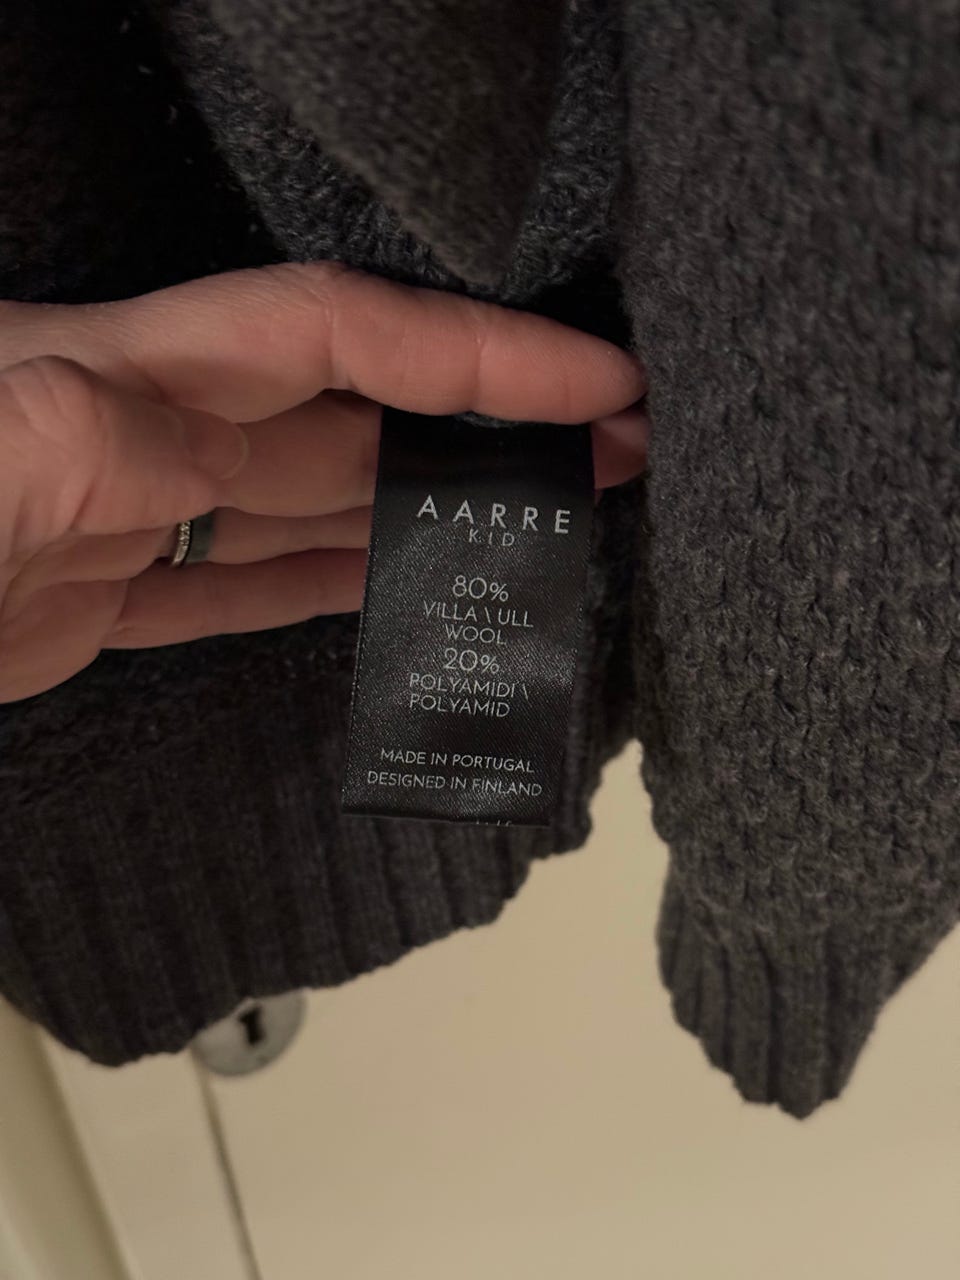 AARRE
KID
80%
VILLA \ ULL
WOOL
20%
POLYAMIDI \
POLYAMID
MADE IN PORTUGAL
DESIGNED IN FINLAND